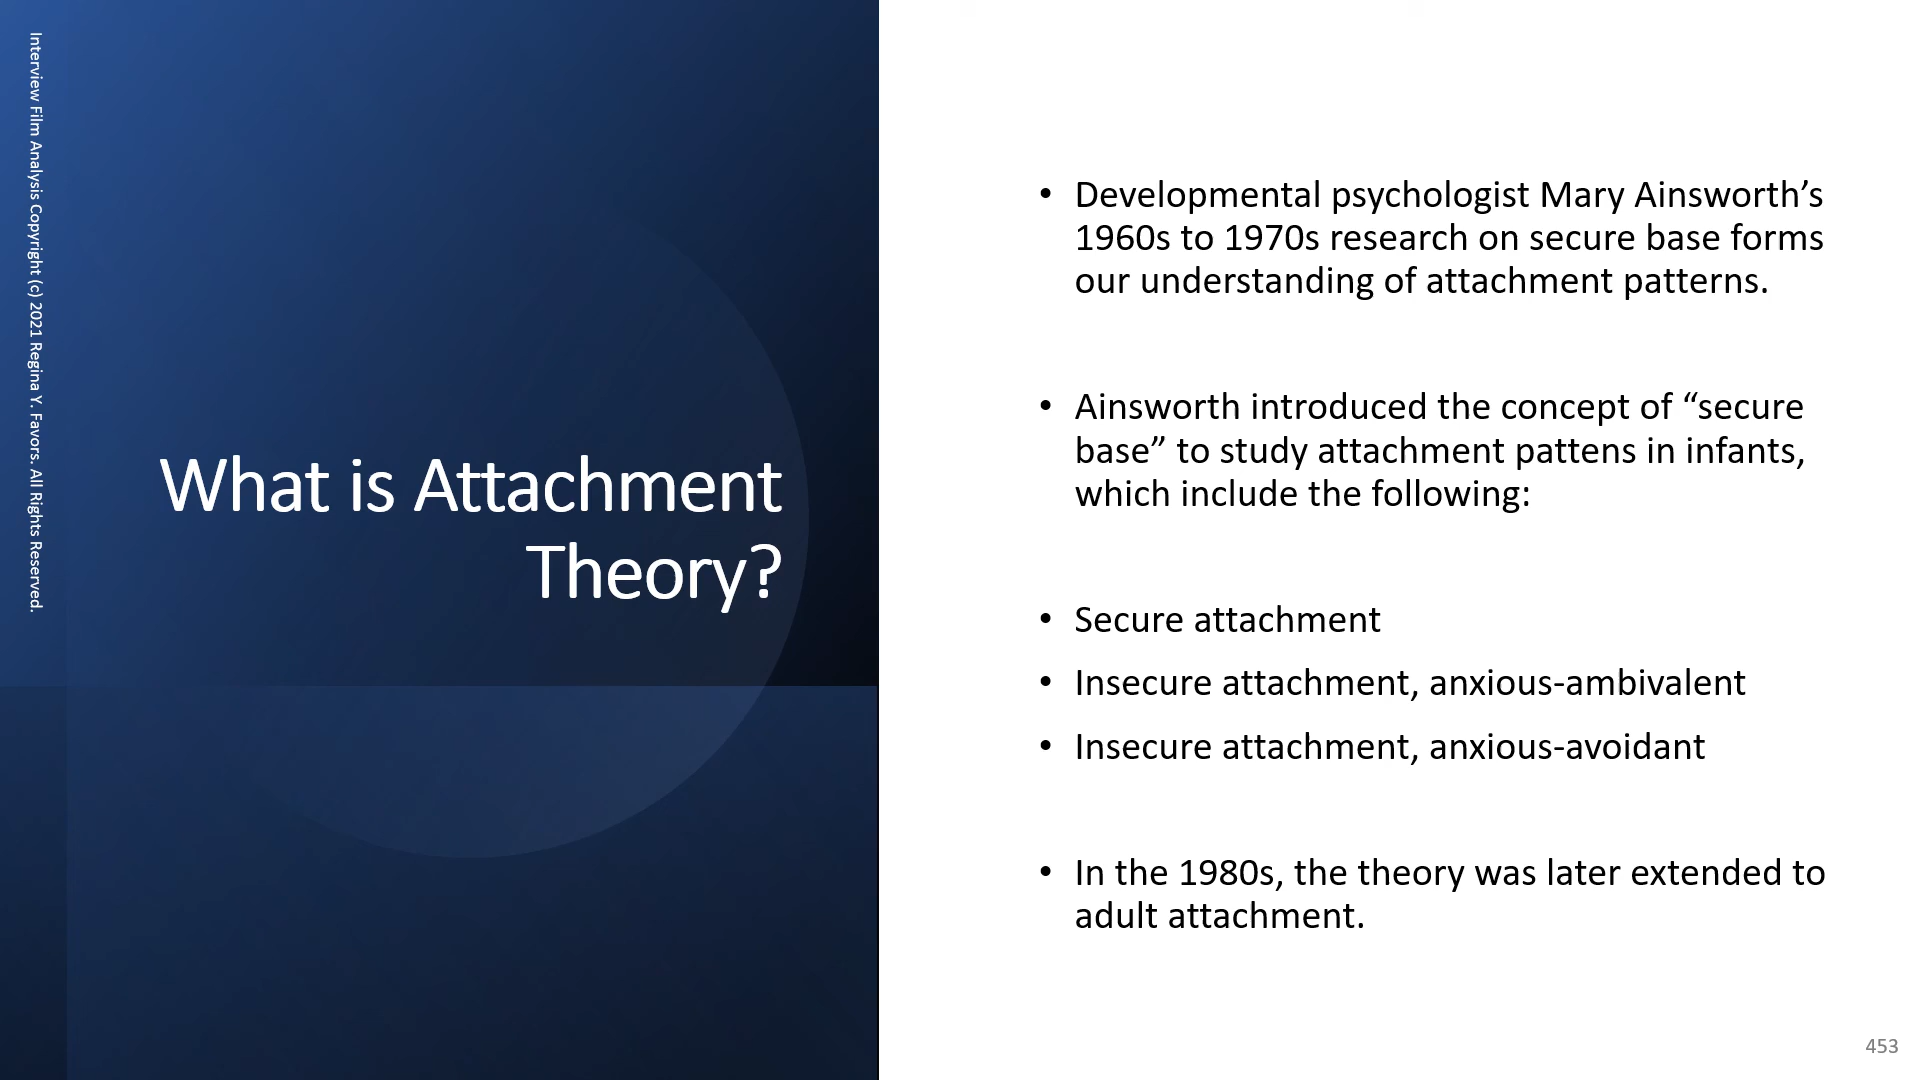 Interview Film Analysis Copyright (c) 2021 Regina Y. Favors. All Rights Reserved.
What is Attachment
Theory?
• Developmental psychologist Mary Ainsworth’s
1960s to 1970s research on secure base forms
our understanding of attachment patterns.
• Ainsworth introduced the concept of “secure
base” to study attachment pattens in infants,
which include the following:
• Secure attachment
• Insecure attachment, anxious-ambivalent
• Insecure attachment, anxious-avoidant
• In the 1980s, the theory was later extended to
adult attachment.
453